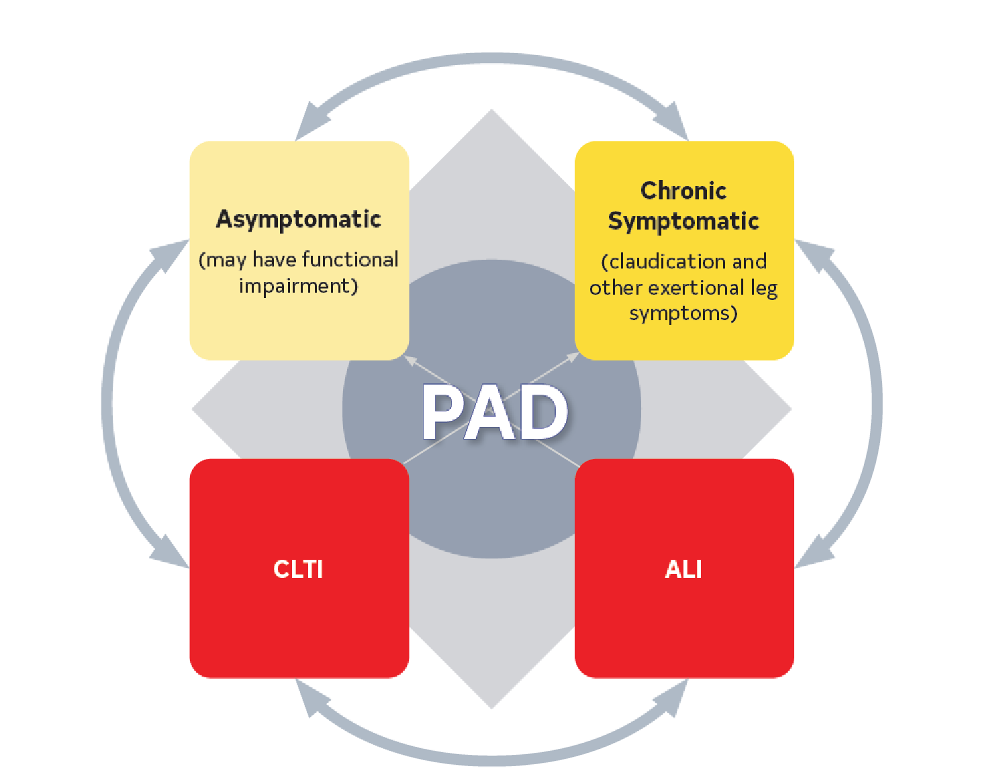 Asymptomatic
(may have functional
impairment)
Chronic
Symptomatic
(claudication and
other exertional leg
symptoms)
PAD
CLTI
ALI